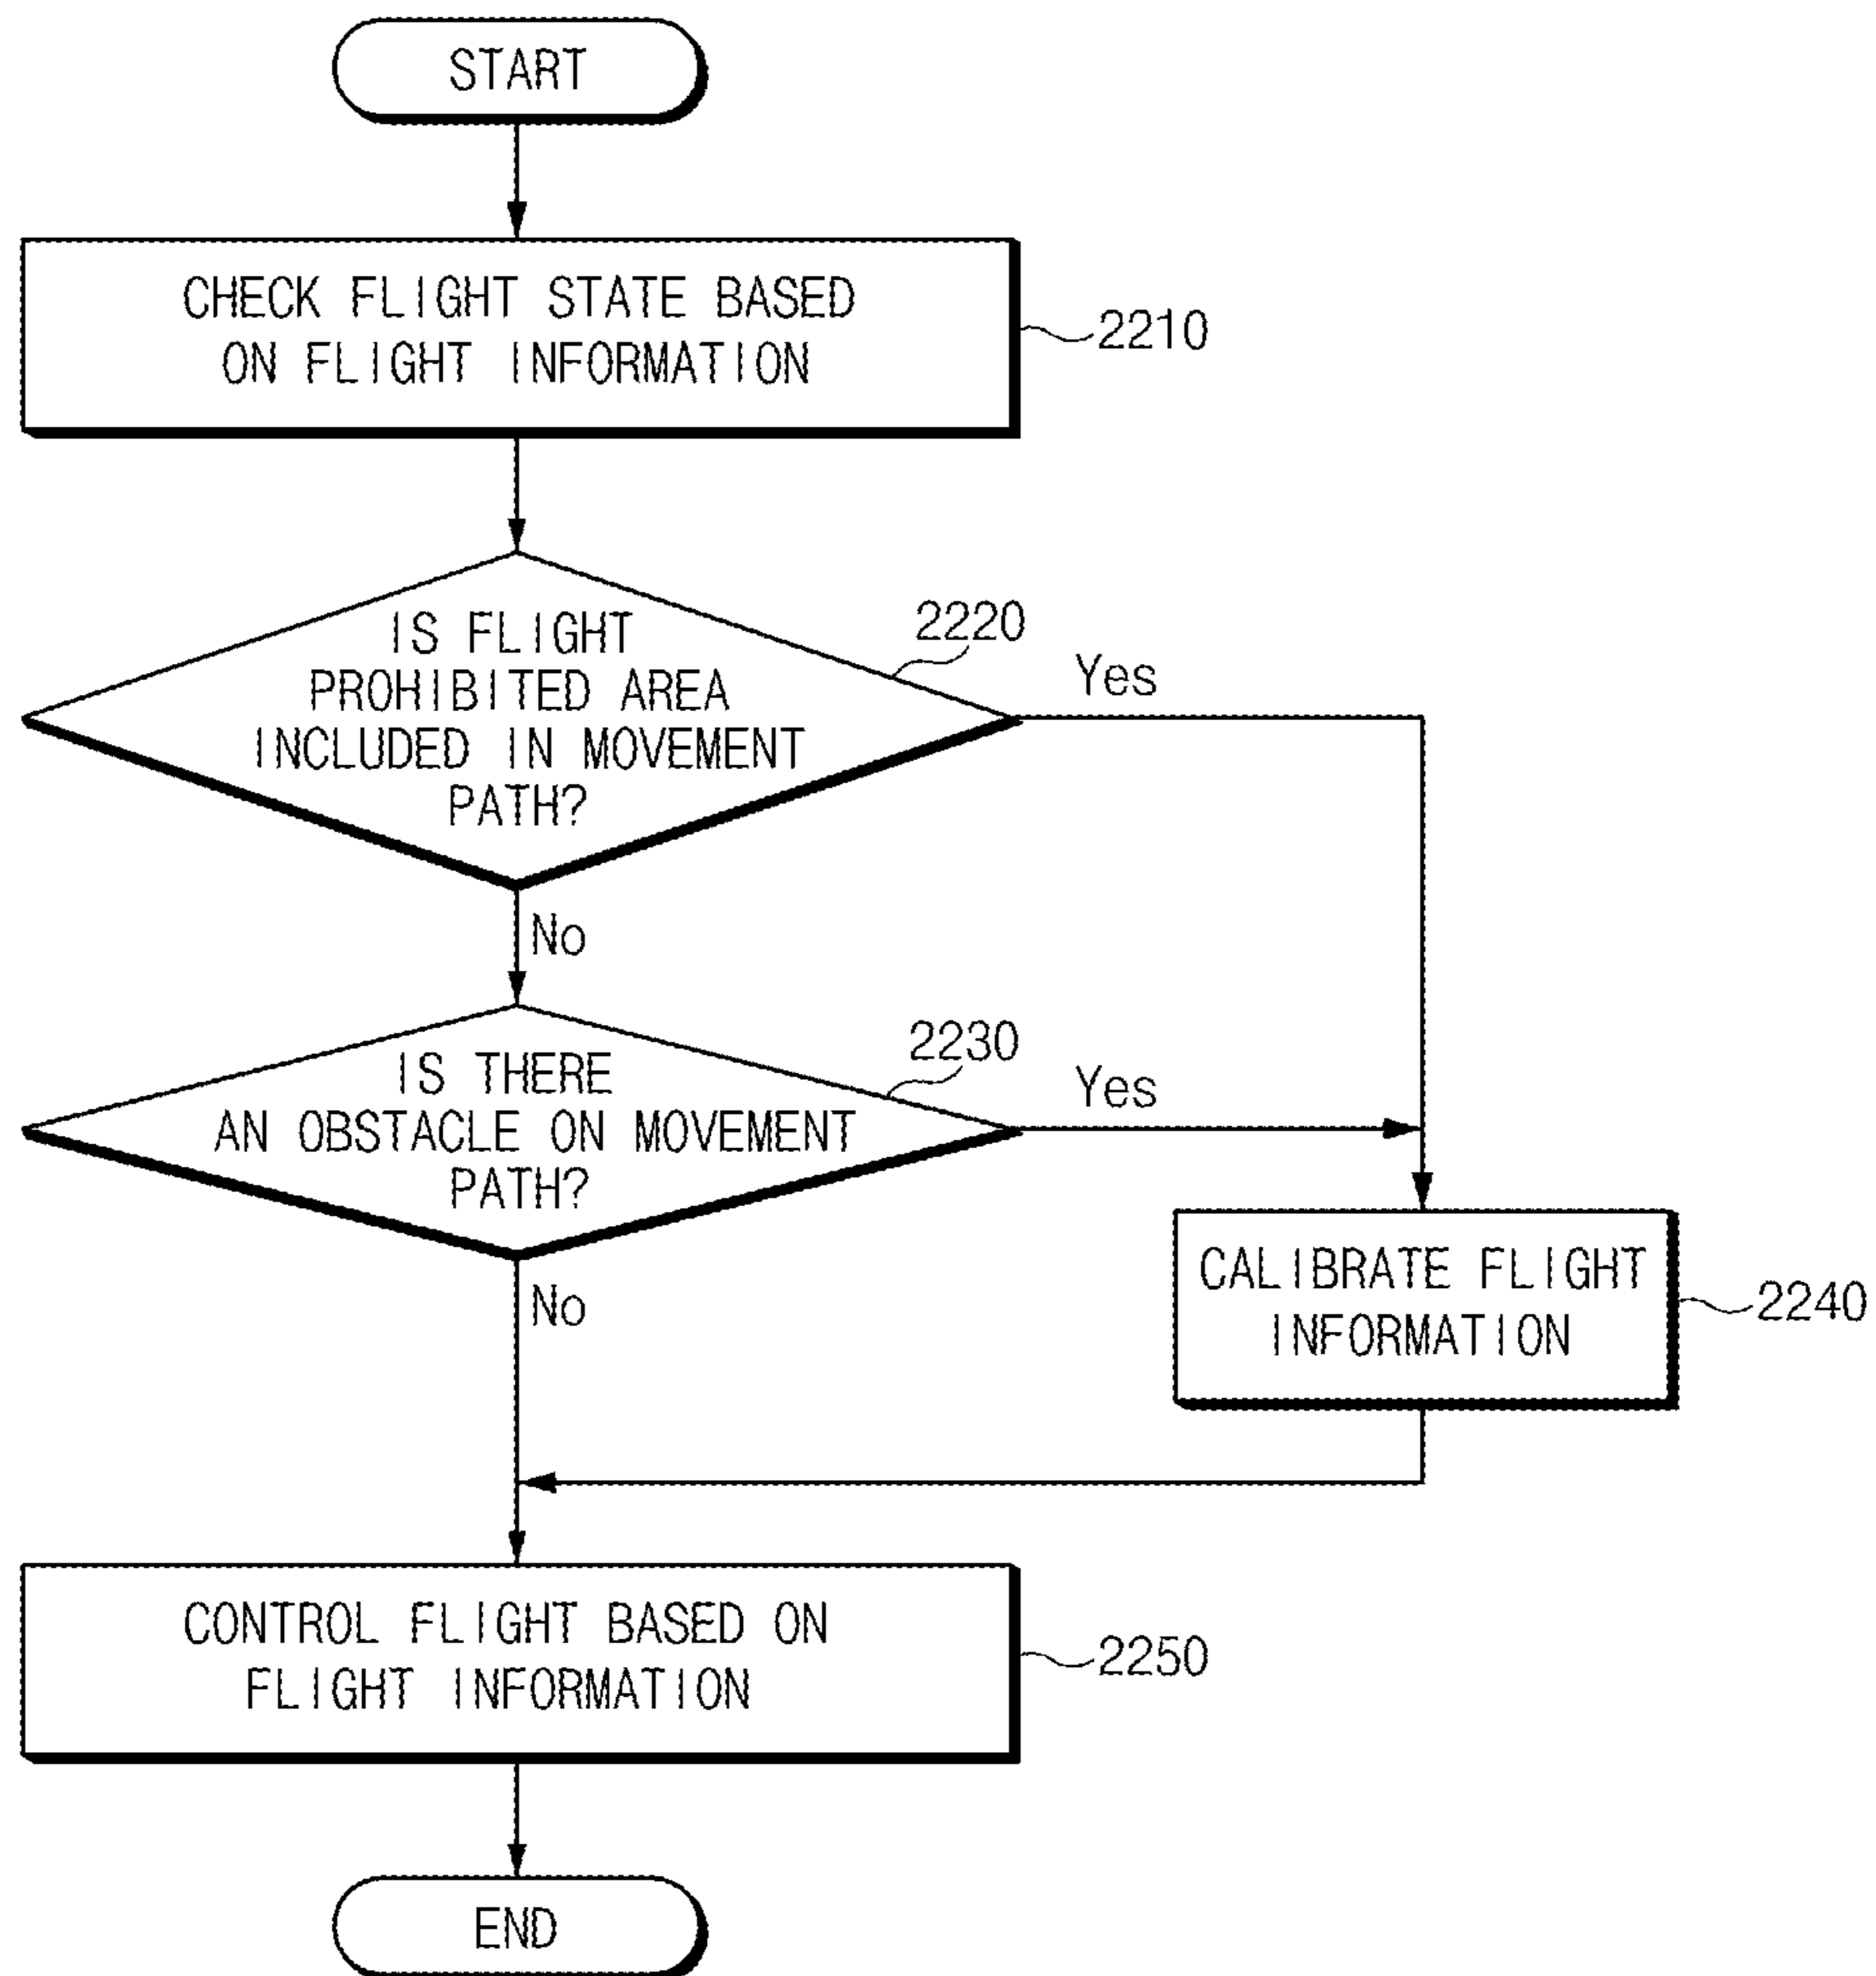 START
CHECK FLIGHT STATE BASED
ON FLIGHT INFORMATION
2210
IS FLIGHT
PROHIBITED AREA
INCLUDED IN MOVEMENT
PATH?
2220
Yes
No
IS THERE
AN OBSTACLE ON MOVEMENT
PATH?
2230
Yes
No
CALIBRATE FLIGHT
INFORMATION
2240
CONTROL FLIGHT BASED ON
FLIGHT INFORMATION
2250
END